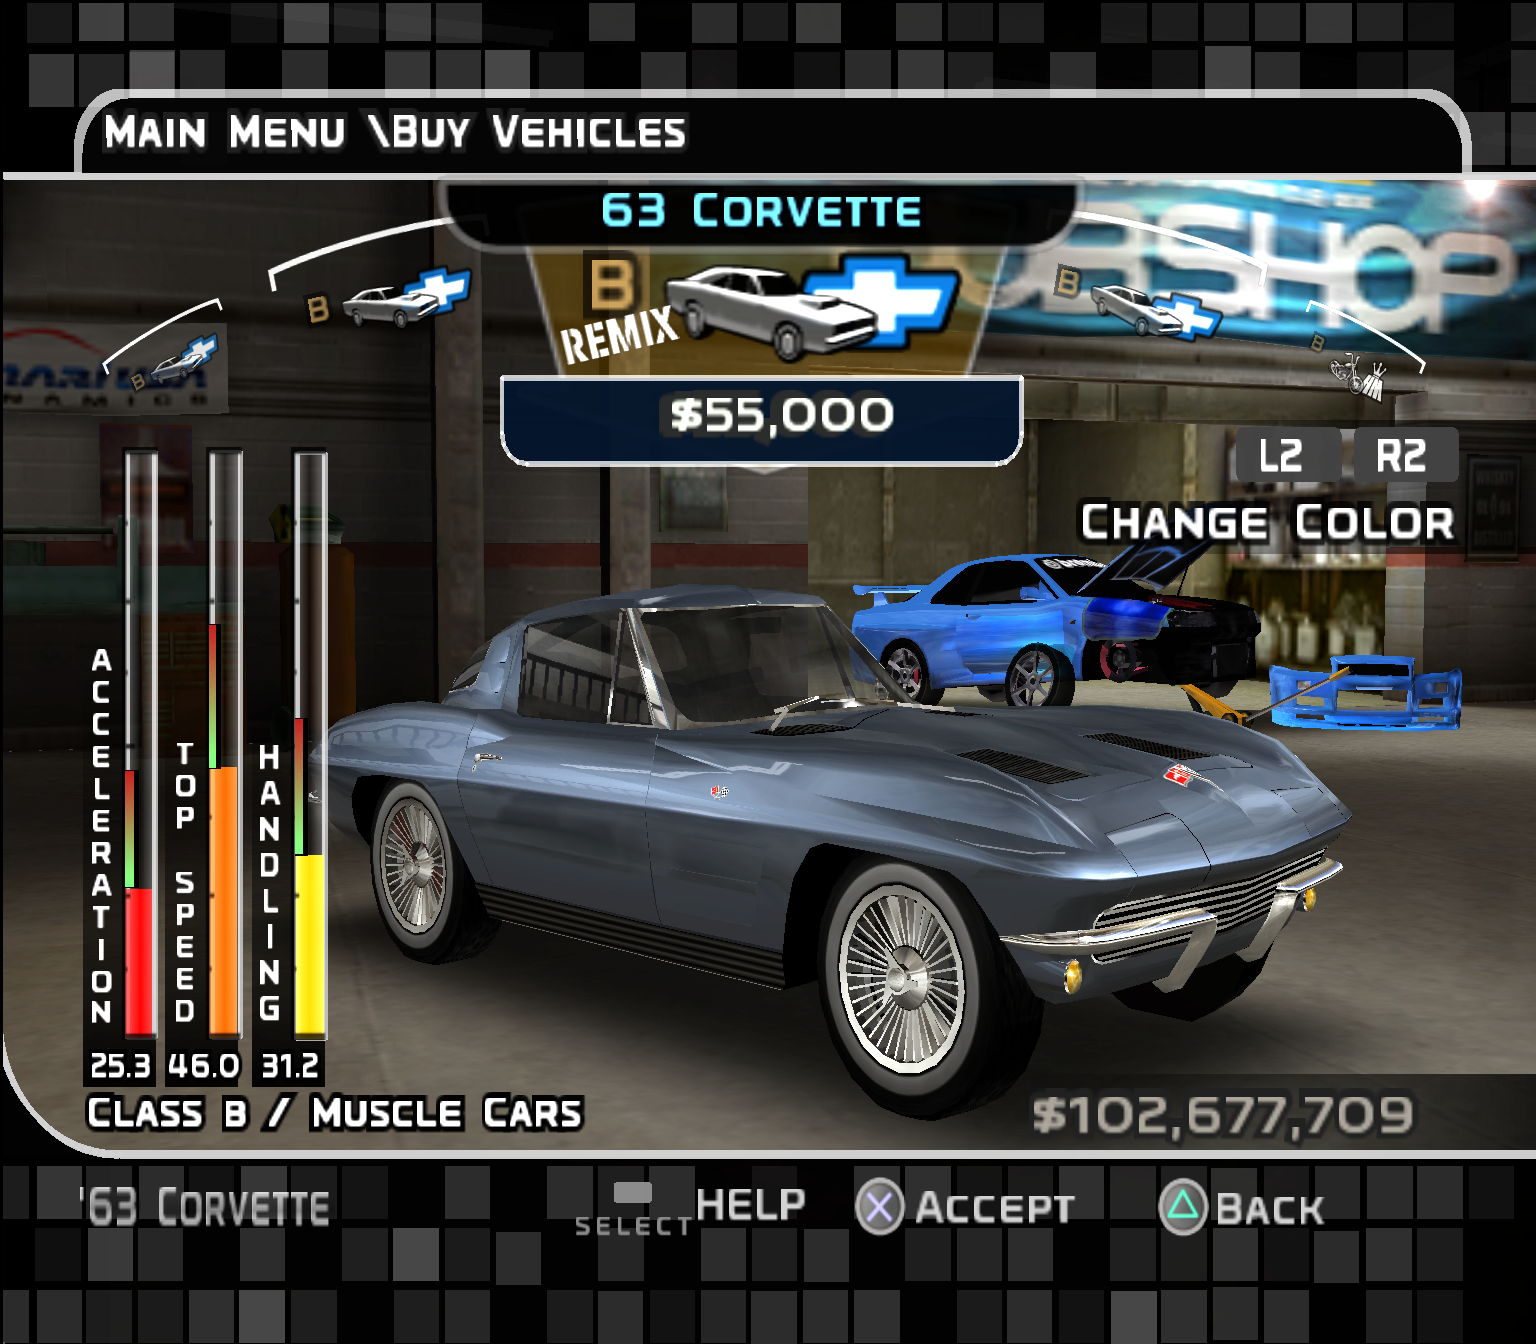 MAIN MENU \BUY VEHICLES
63 CORVETTE
B
REMIX
B
B
B
B
$55,000
L2 R2
CHANGE COLOR
ACCELERATION
TOP SPEED
HANDLING
25.3 46.0 31.2
CLASS B / MUSCLE CARS
$102,677,709
'63 CORVETTE
SELECT HELP
ACCEPT
BACK